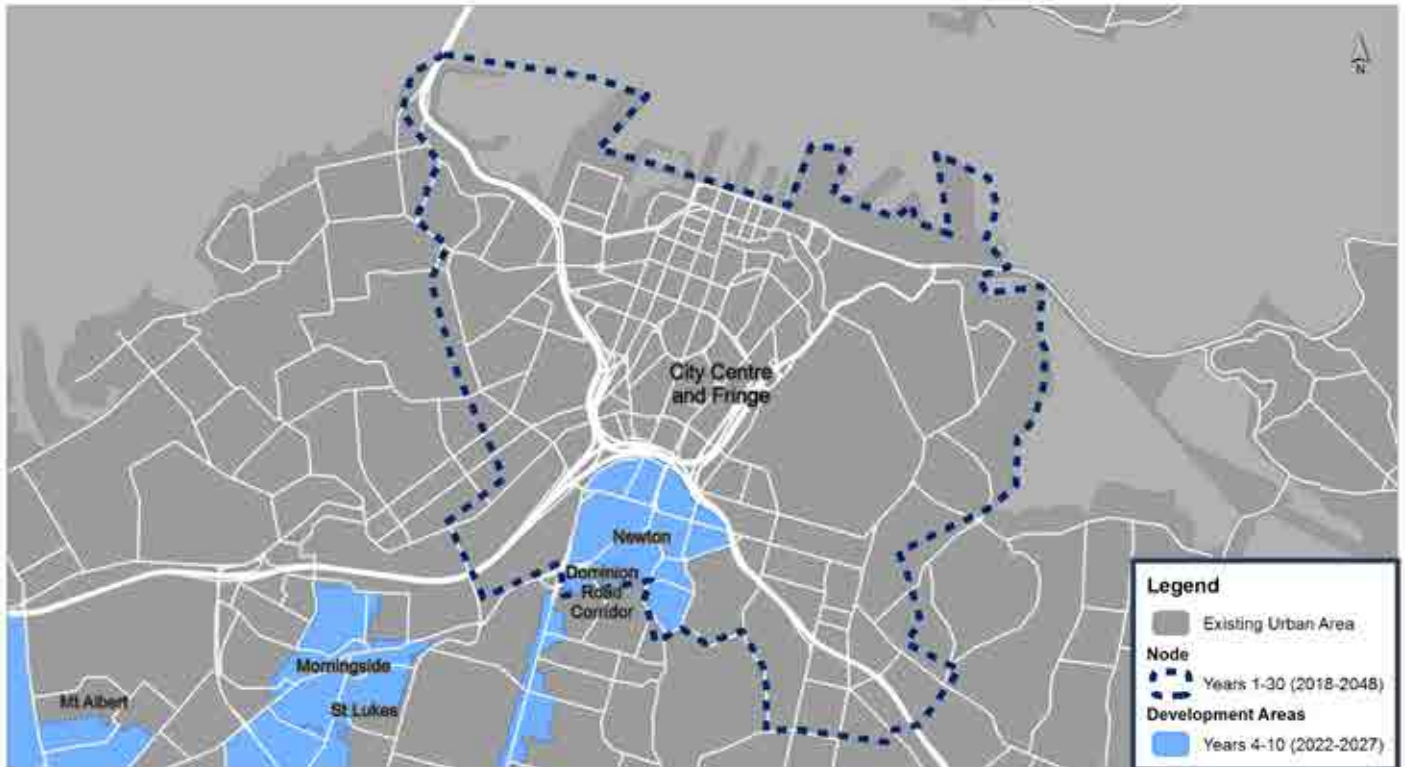 N
City Centre
and Fringe
Newton
Dominion
Road
Corridor
Morningside
St Lukes
Mt Albert
Legend
Existing Urban Area
Node
Years 1-30 (2018-2048)
Development Areas
Years 4-10 (2022-2027)